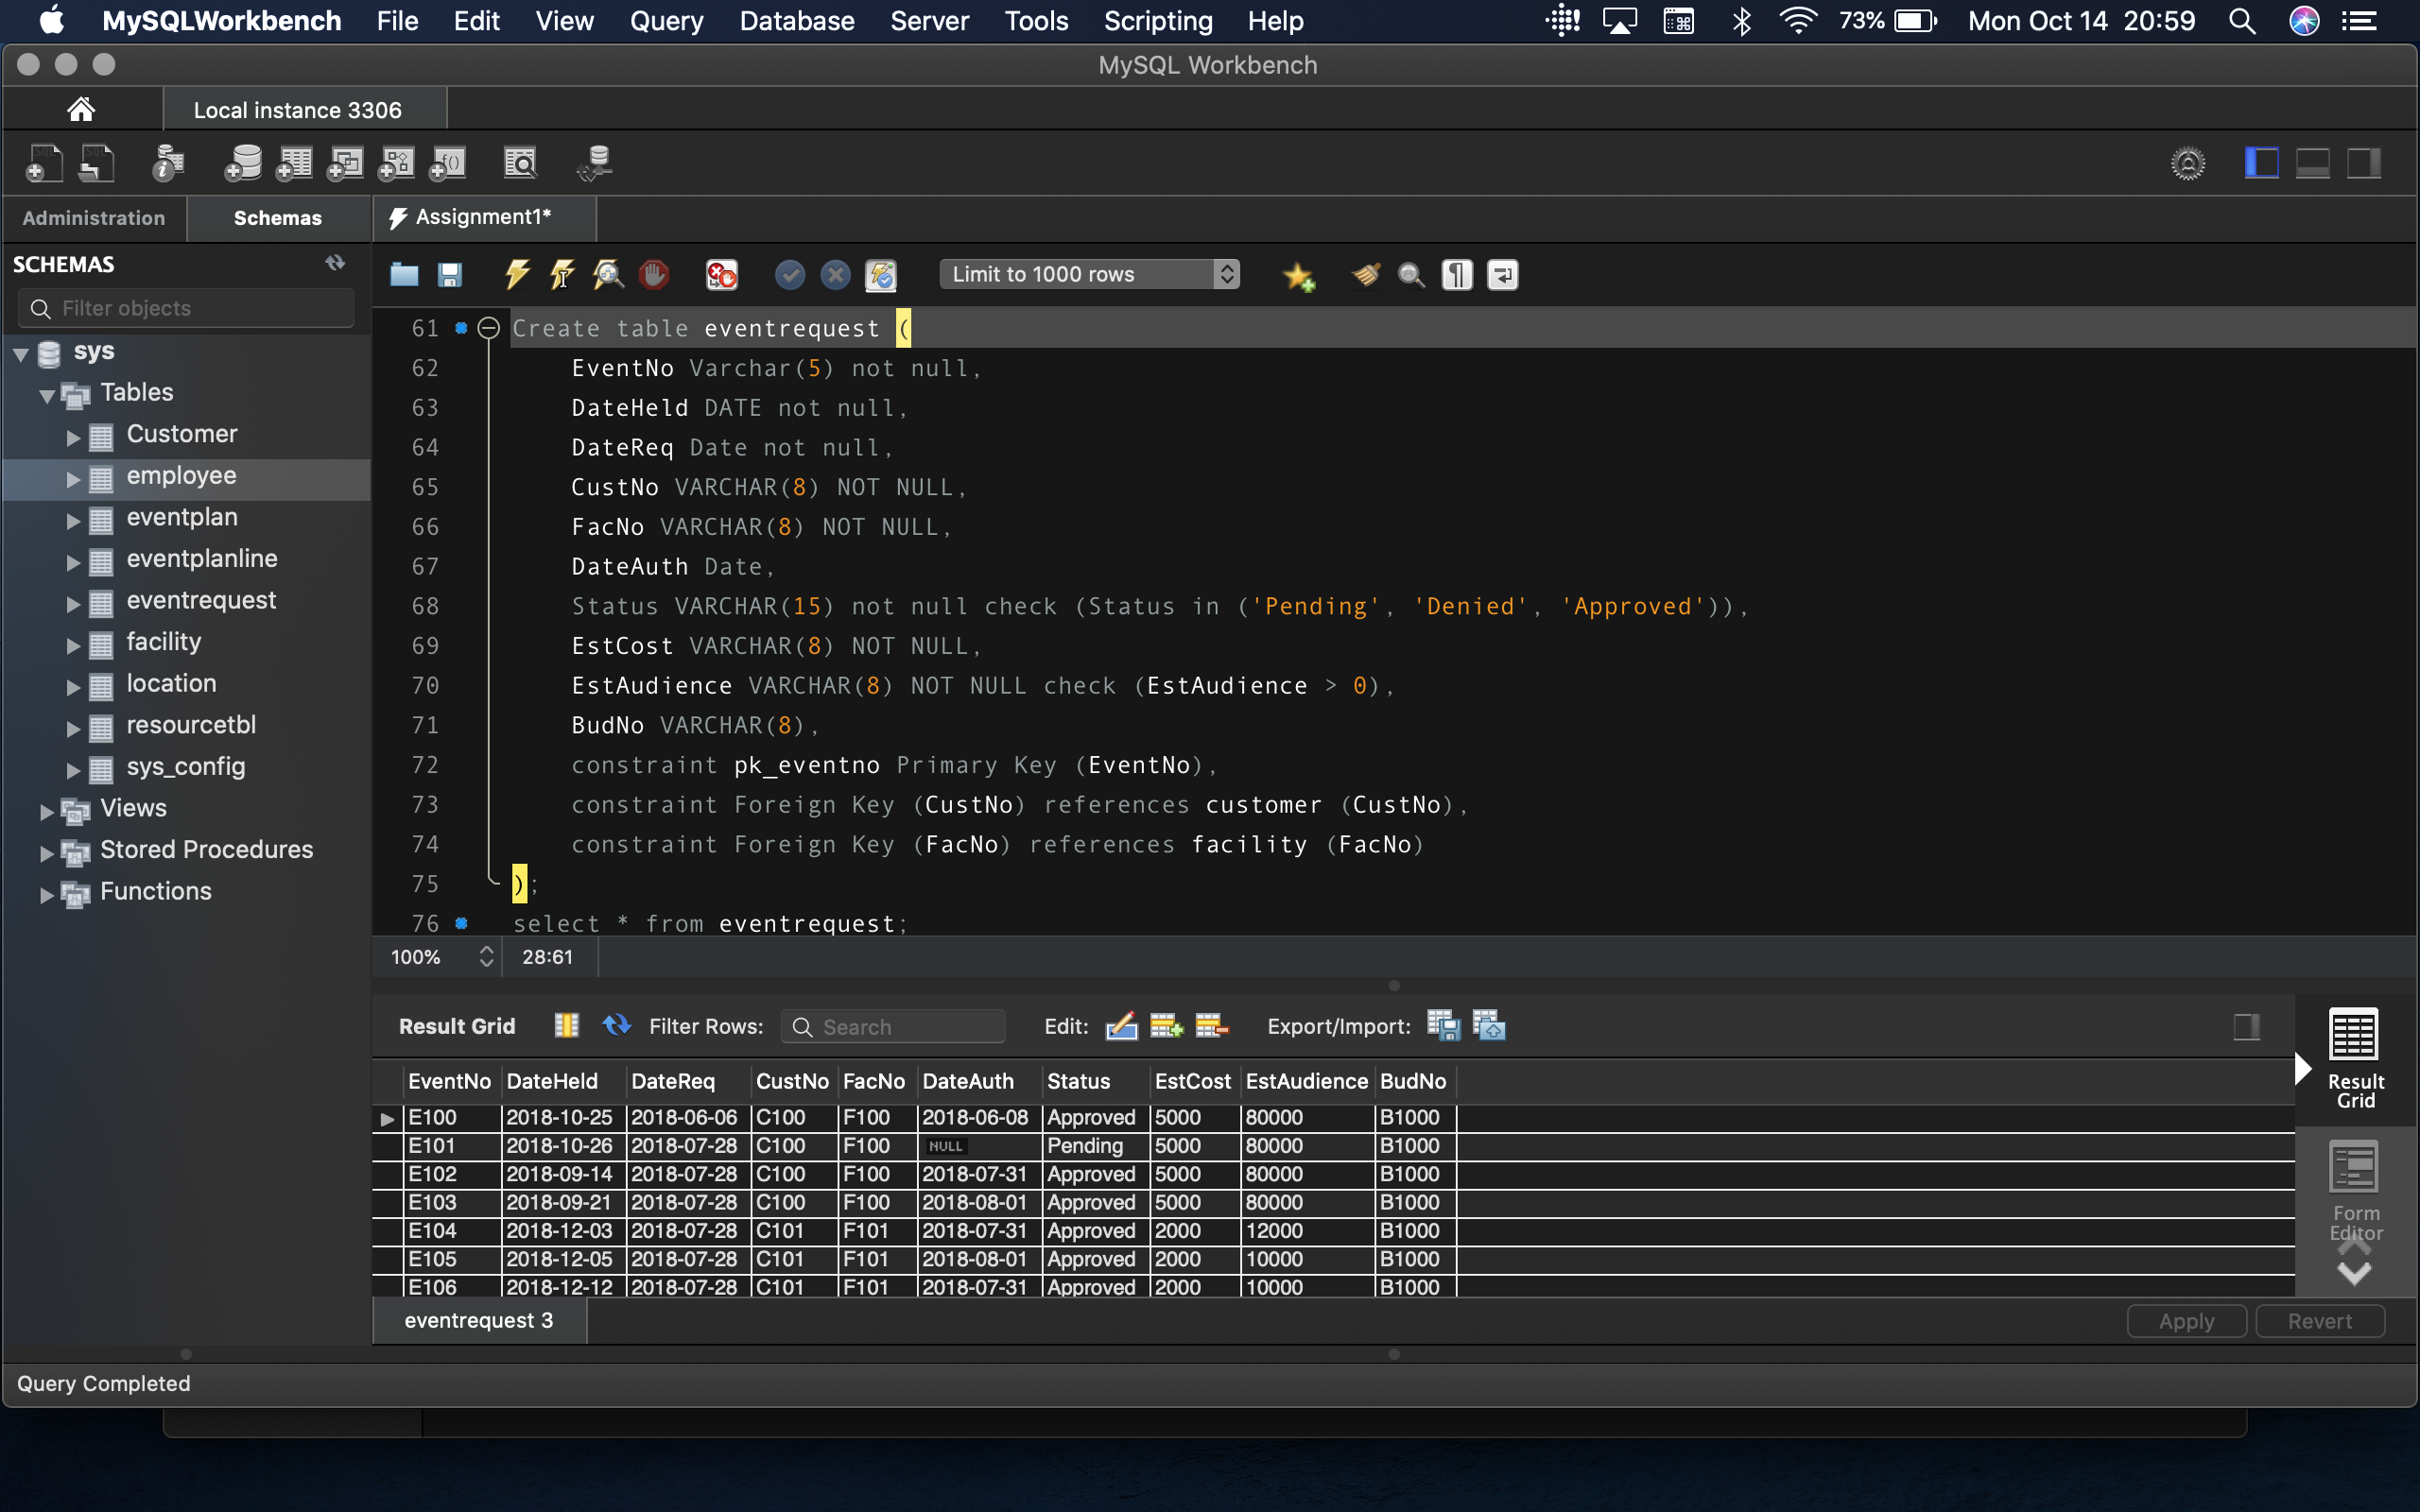 MySQLWorkbench File Edit View Query Database Server Tools Scripting Help 73% Mon Oct 14 20:59
MySQL Workbench
Local instance 3306
Administration Schemas Assignment1*
SCHEMAS
Limit to 1000 rows
Filter objects
sys
Tables
Customer
employee
eventplan
eventplanline
eventrequest
facility
location
resourcetbl
sys_config
Views
Stored Procedures
Functions
61 Create table eventrequest (
62 EventNo Varchar(5) not null,
63 DateHeld DATE not null,
64 DateReq Date not null,
65 CustNo VARCHAR(8) NOT NULL,
66 FacNo VARCHAR(8) NOT NULL,
67 DateAuth Date,
68 Status VARCHAR(15) not null check (Status in ('Pending', 'Denied', 'Approved')),
69 EstCost VARCHAR(8) NOT NULL,
70 EstAudience VARCHAR(8) NOT NULL check (EstAudience > 0),
71 BudNo VARCHAR(8),
72 constraint pk_eventno Primary Key (EventNo),
73 constraint Foreign Key (CustNo) references customer (CustNo),
74 constraint Foreign Key (FacNo) references facility (FacNo)
75 );
76 select * from eventrequest;
100% 28:61
Result Grid Filter Rows: Search Edit: Export/Import:
EventNo DateHeld DateReq CustNo FacNo DateAuth Status EstCost EstAudience BudNo
E100 2018-10-25 2018-06-06 C100 F100 2018-06-08 Approved 5000 80000 B1000
E101 2018-10-26 2018-07-28 C100 F100 NULL Pending 5000 80000 B1000
E102 2018-09-14 2018-07-28 C100 F100 2018-07-31 Approved 5000 80000 B1000
E103 2018-09-21 2018-07-28 C100 F100 2018-08-01 Approved 5000 80000 B1000
E104 2018-12-03 2018-07-28 C101 F101 2018-07-31 Approved 2000 12000 B1000
E105 2018-12-05 2018-07-28 C101 F101 2018-08-01 Approved 2000 10000 B1000
E106 2018-12-12 2018-07-28 C101 F101 2018-07-31 Approved 2000 10000 B1000
Result
Grid
Form
Editor
eventrequest 3 Apply Revert
Query Completed